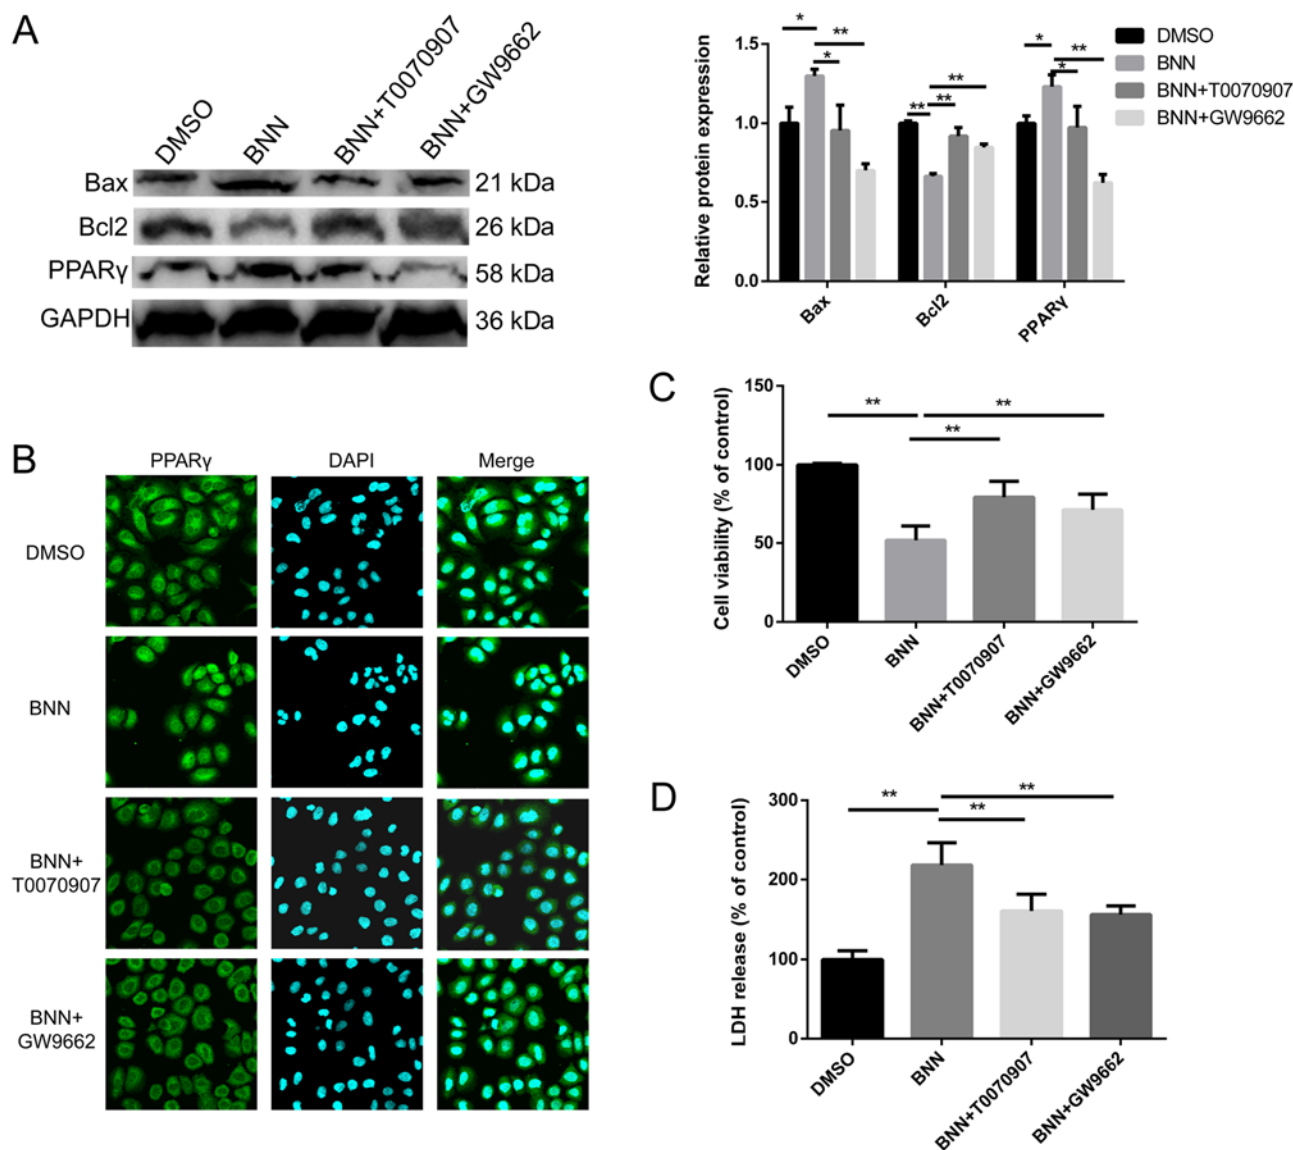 A
DMSO
BNN
BNN+T0070907
BNN+GW9662
Bax
21 kDa
Bcl2
26 kDa
PPARγ
58 kDa
GAPDH
36 kDa
Relative protein expression
1.5
1.0
0.5
0.0
*
**
*
**
**
**
*
**
*
Bax
Bcl2
PPARγ
DMSO
BNN
BNN+T0070907
BNN+GW9662
B
PPARγ
DAPI
Merge
DMSO
BNN
BNN+
T0070907
BNN+
GW9662
C
Cell viability (% of control)
150
100
50
0
**
**
**
DMSO
BNN
BNN+T0070907
BNN+GW9662
D
LDH release (% of control)
300
200
100
0
**
**
**
DMSO
BNN
BNN+T0070907
BNN+GW9662